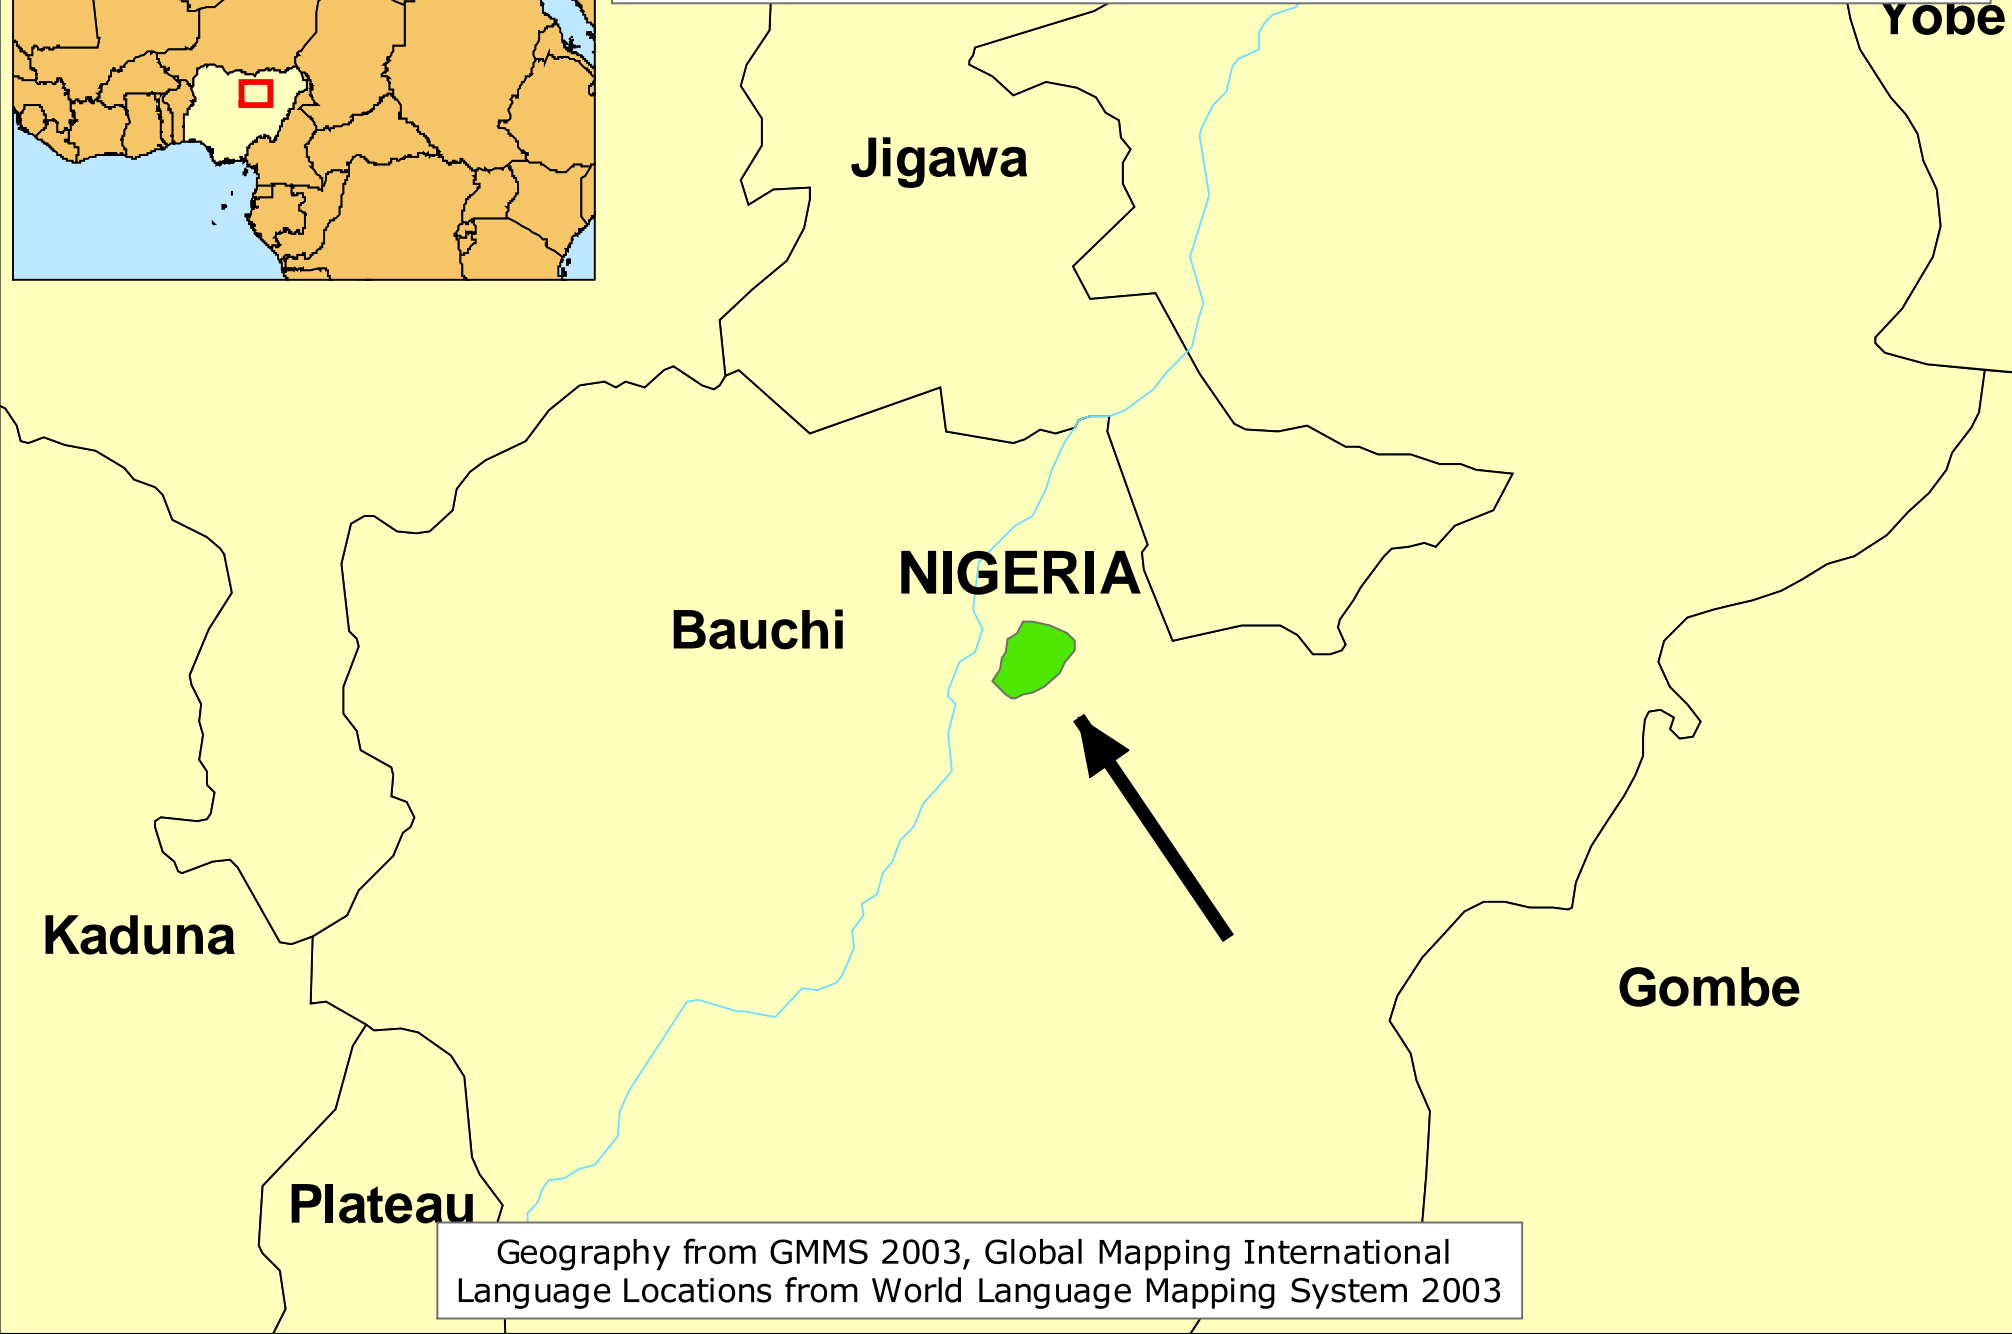 Yobe
Jigawa
NIGERIA
Bauchi
Kaduna
Gombe
Plateau
Geography from GMMS 2003, Global Mapping International
Language Locations from World Language Mapping System 2003